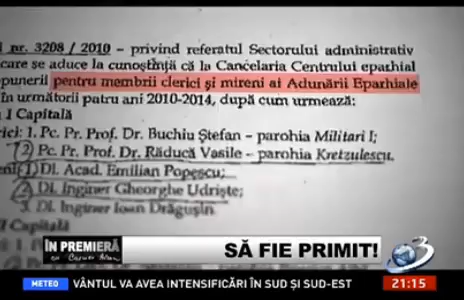 nr. 3208 / 2010 – privind referatul Sectorului administrativ
care se aduce la cunoștință că la Cancelaria Centrului eparhial
opunerii pentru membrii clerici și mireni ai Adunării Eparhiale
în următorii patru ani 2010-2014, după cum urmează:
I Capitală
1. Pc. Pr. Prof. Dr. Buchiu Ștefan – parohia Militari I;
2) Pc. Pr. Prof. Dr. Răducă Vasile – parohia Kretzulescu.
1) Dl. Acad. Emilian Popescu;
2) Dl. Inginer Gheorghe Udriște;
3. Dl. Inginer Ioan Drăgușin.
I Capitală
ÎN PREMIERĂ
cu Carmen Avram
SĂ FIE PRIMIT!
3
METEO VÂNTUL VA AVEA INTENSIFICĂRI ÎN SUD ȘI SUD-EST 21:15